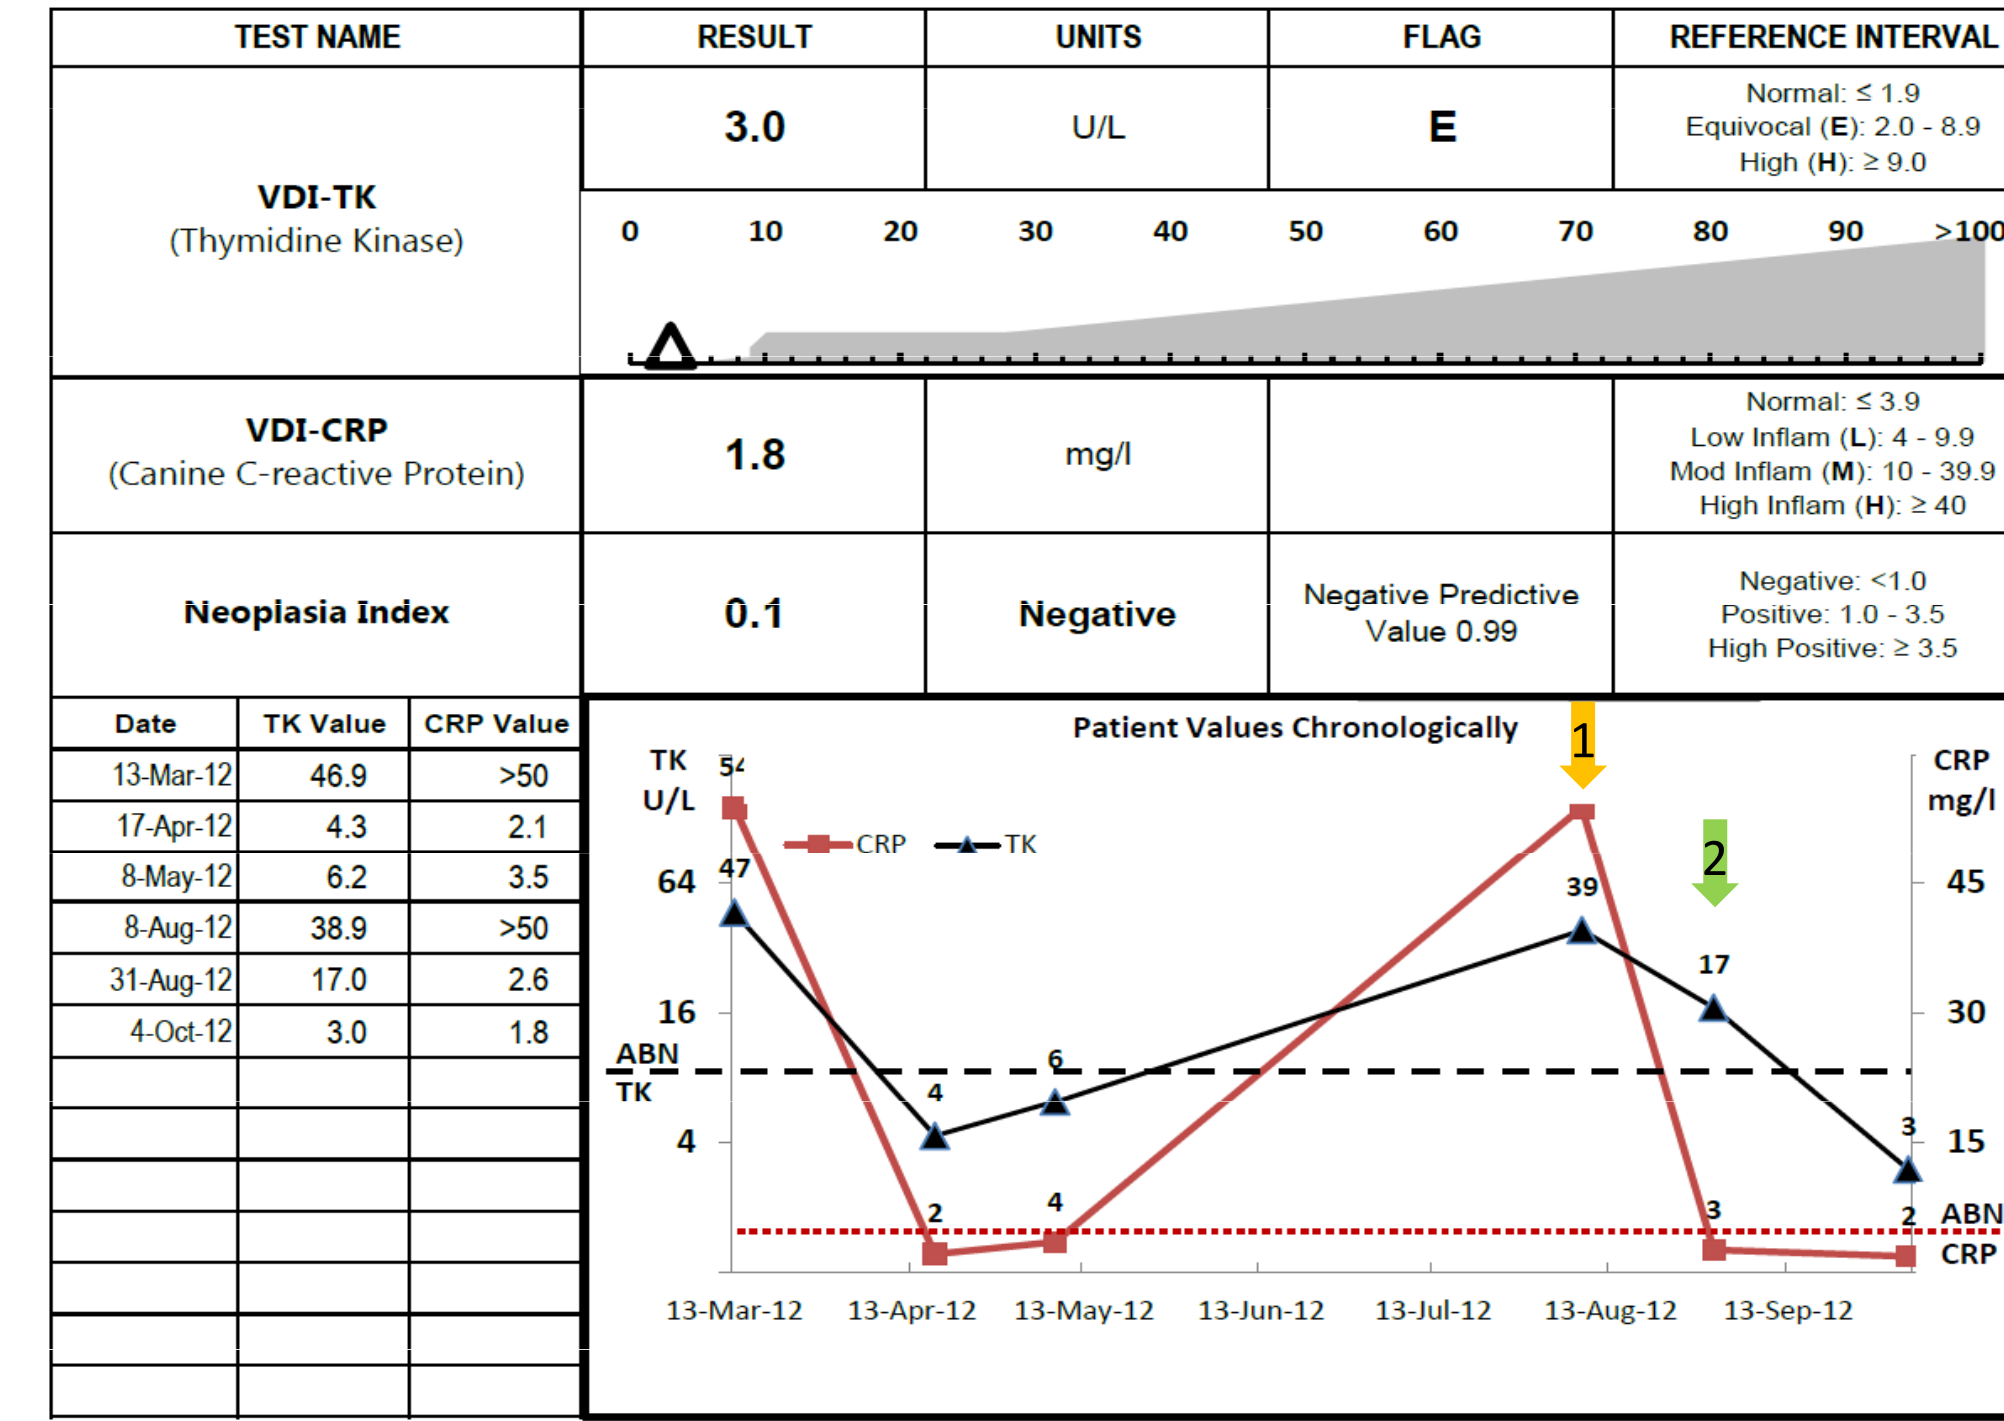 TEST NAME RESULT UNITS FLAG REFERENCE INTERVAL
VDI-TK
(Thymidine Kinase)
3.0 U/L E
Normal: ≤ 1.9
Equivocal (E): 2.0 - 8.9
High (H): ≥ 9.0
0 10 20 30 40 50 60 70 80 90 >100
VDI-CRP
(Canine C-reactive Protein)
1.8 mg/l
Normal: ≤ 3.9
Low Inflam (L): 4 - 9.9
Mod Inflam (M): 10 - 39.9
High Inflam (H): ≥ 40
Neoplasia Index
0.1 Negative
Negative Predictive
Value 0.99
Negative: <1.0
Positive: 1.0 - 3.5
High Positive: ≥ 3.5
Date TK Value CRP Value
13-Mar-12 46.9 >50
17-Apr-12 4.3 2.1
8-May-12 6.2 3.5
8-Aug-12 38.9 >50
31-Aug-12 17.0 2.6
4-Oct-12 3.0 1.8
Patient Values Chronologically
1
2
TK
U/L
64
16
ABN
TK
4
54
47
CRP TK
39
17
4
6
3
2
4
3
2
CRP
mg/l
45
30
15
ABN
CRP
13-Mar-12 13-Apr-12 13-May-12 13-Jun-12 13-Jul-12 13-Aug-12 13-Sep-12